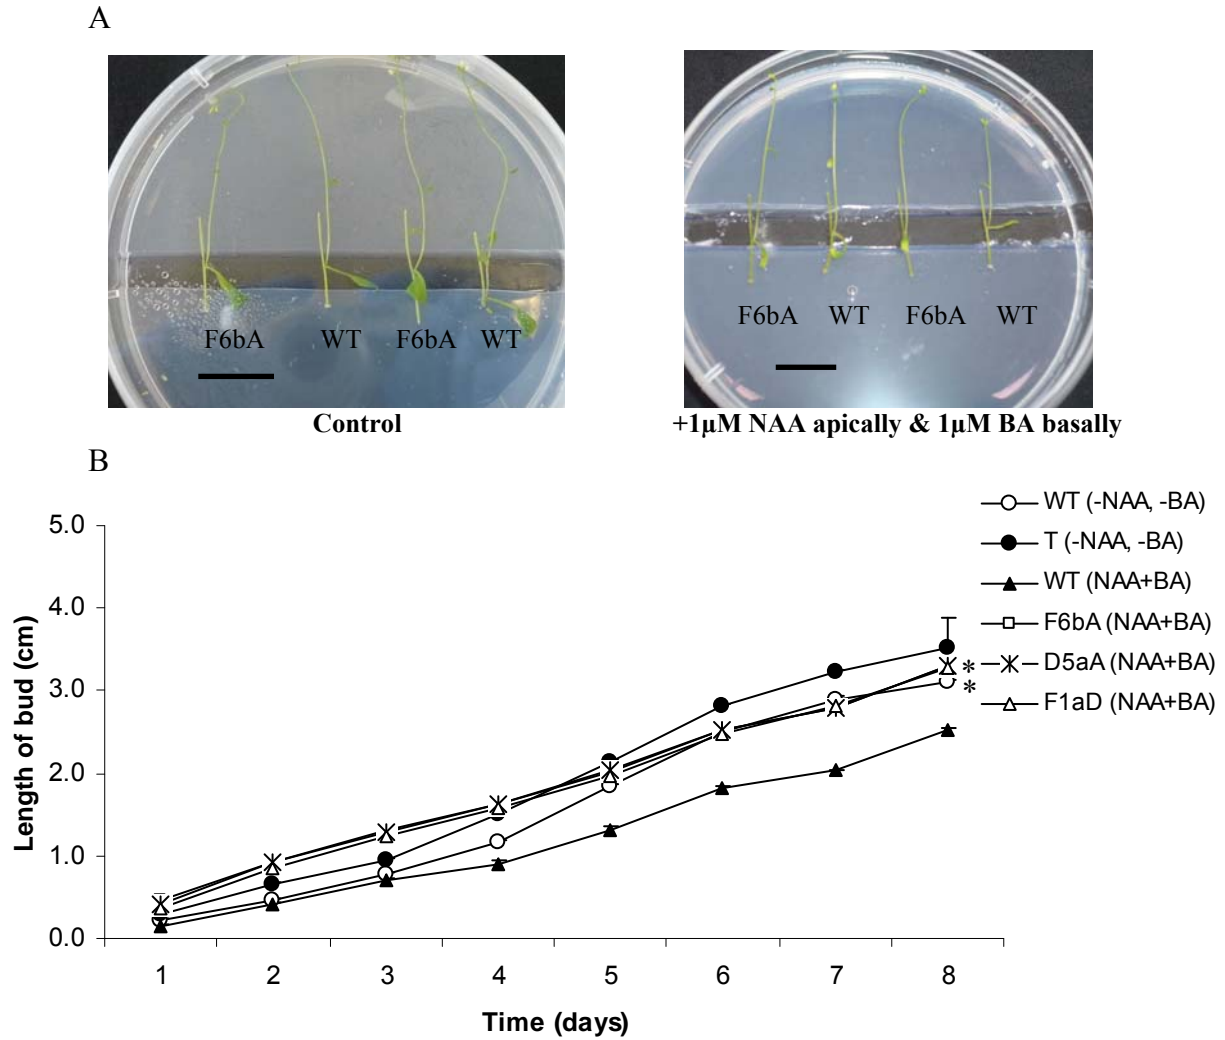 A
F6bA WT F6bA WT
F6bA WT F6bA WT
Control
+1µM NAA apically & 1µM BA basally
B
WT (-NAA, -BA)
T (-NAA, -BA)
WT (NAA+BA)
F6bA (NAA+BA)
D5aA (NAA+BA)
F1aD (NAA+BA)
Length of bud (cm)
5.0
4.0
3.0
2.0
1.0
0.0
*
*
1 2 3 4 5 6 7 8
Time (days)